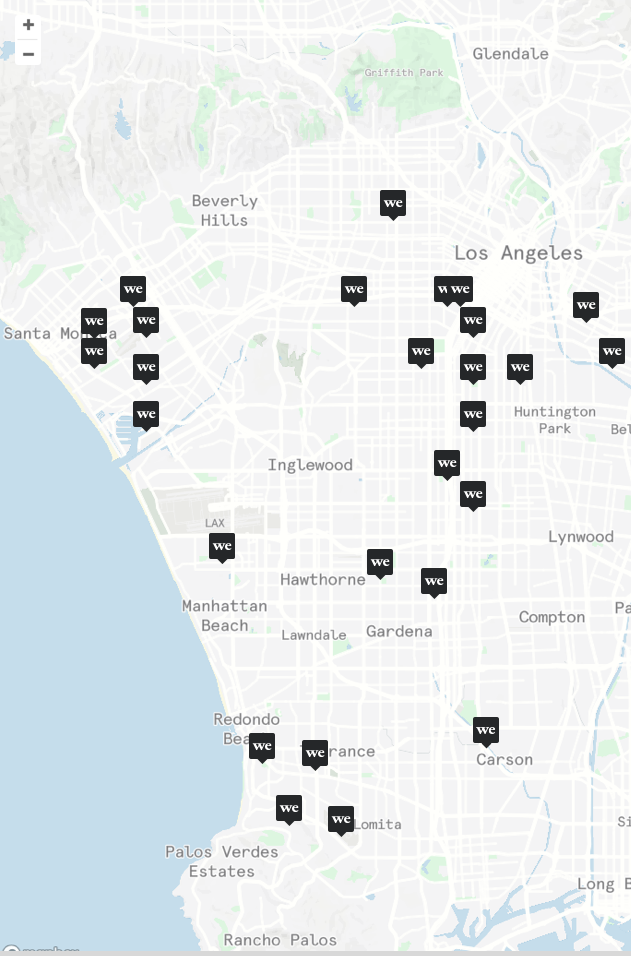 +
Glendale
−
Griffith Park
Beverly
Hills
we
Los Angeles
we
we
w
we
we
we
we
we
Santa Mo
a
we
we
we
we
we
we
we
Huntington
Park
we
we
Bel
Inglewood
we
we
LAX
Lynwood
we
we
Hawthorne
we
Manhattan
Beach
Compton
Pa
Lawndale
Gardena
Redondo
Bea
we
we
rrance
we
Carson
we
we
Lomita
Si
Palos Verdes
Estates
Long B
Rancho Palos